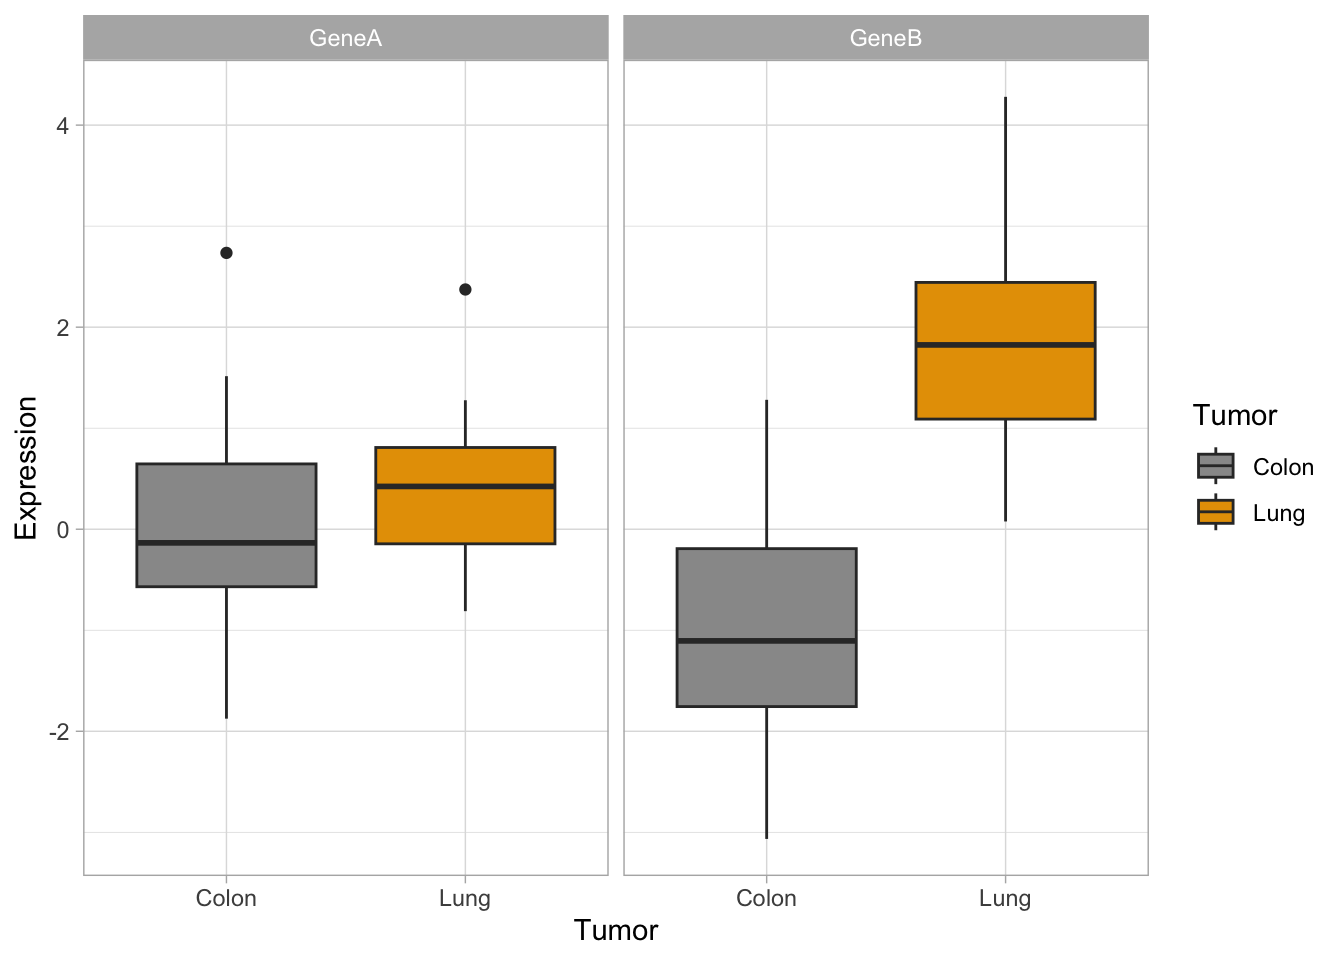 GeneA
GeneB
4
2
0
-2
Expression
Colon
Lung
Colon
Lung
Tumor
Tumor
Colon
Lung